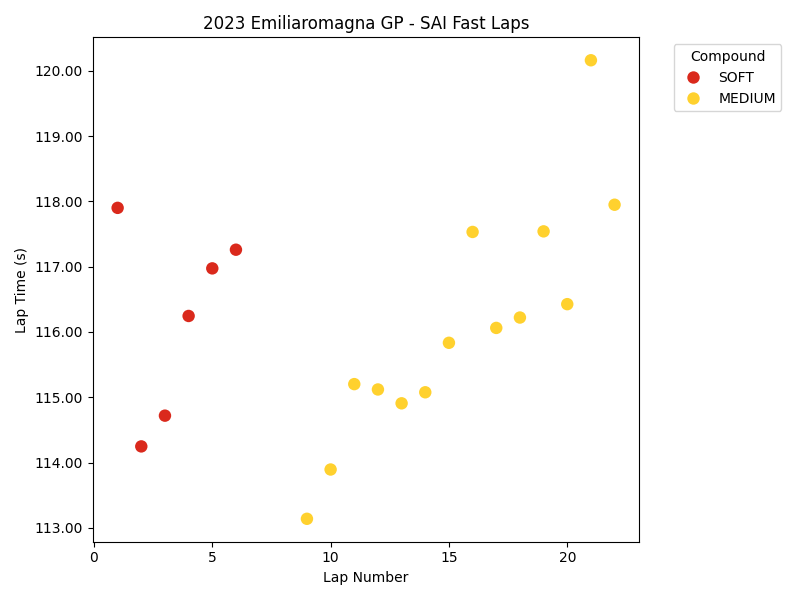 2023 Emiliaromagna GP - SAI Fast Laps
Compound
SOFT
MEDIUM
120.00
119.00
118.00
117.00
116.00
115.00
114.00
113.00
Lap Time (s)
0 5 10 15 20
Lap Number